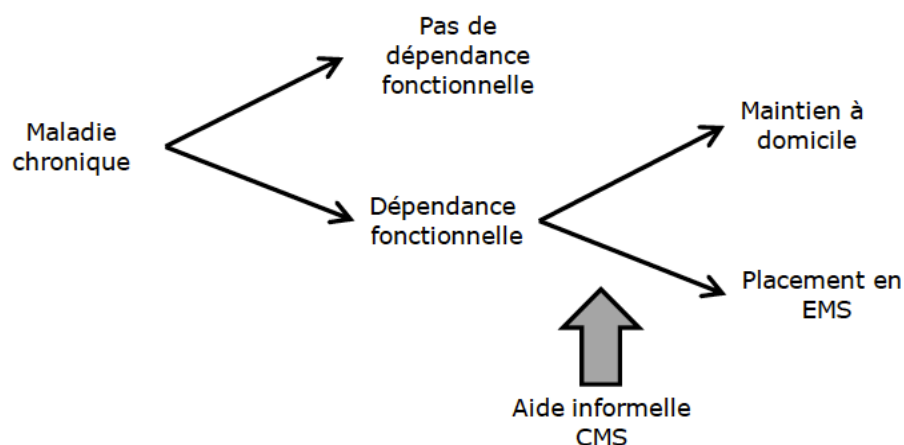 Pas de
dépendance
fonctionnelle
Maladie
chronique
Maintien à
domicile
Dépendance
fonctionnelle
Placement en
EMS
Aide informelle
CMS